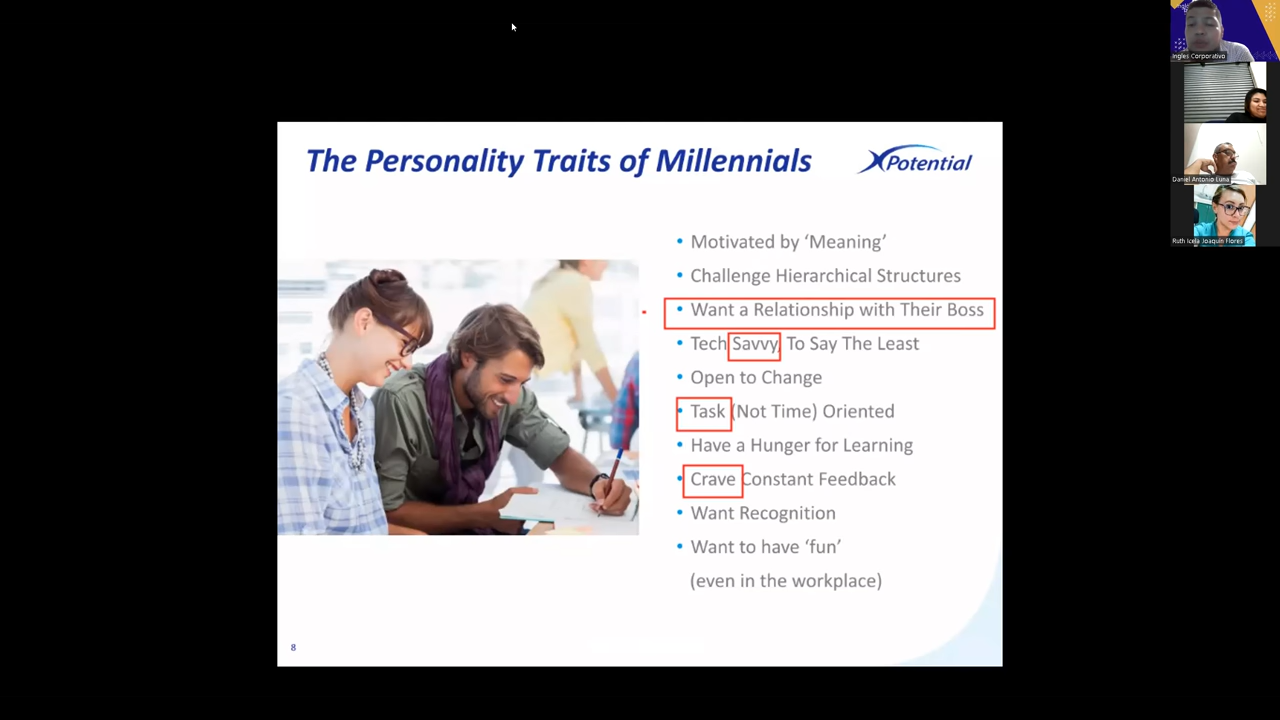 The Personality Traits of Millennials
XPotential
• Motivated by ‘Meaning’
• Challenge Hierarchical Structures
• Want a Relationship with Their Boss
• Tech Savvy, To Say The Least
• Open to Change
• Task (Not Time) Oriented
• Have a Hunger for Learning
• Crave Constant Feedback
• Want Recognition
• Want to have ‘fun’
(even in the workplace)
8
Ingles Corporativo
Daniel Antonio Luna
Ruth Icela Joaquin Flores